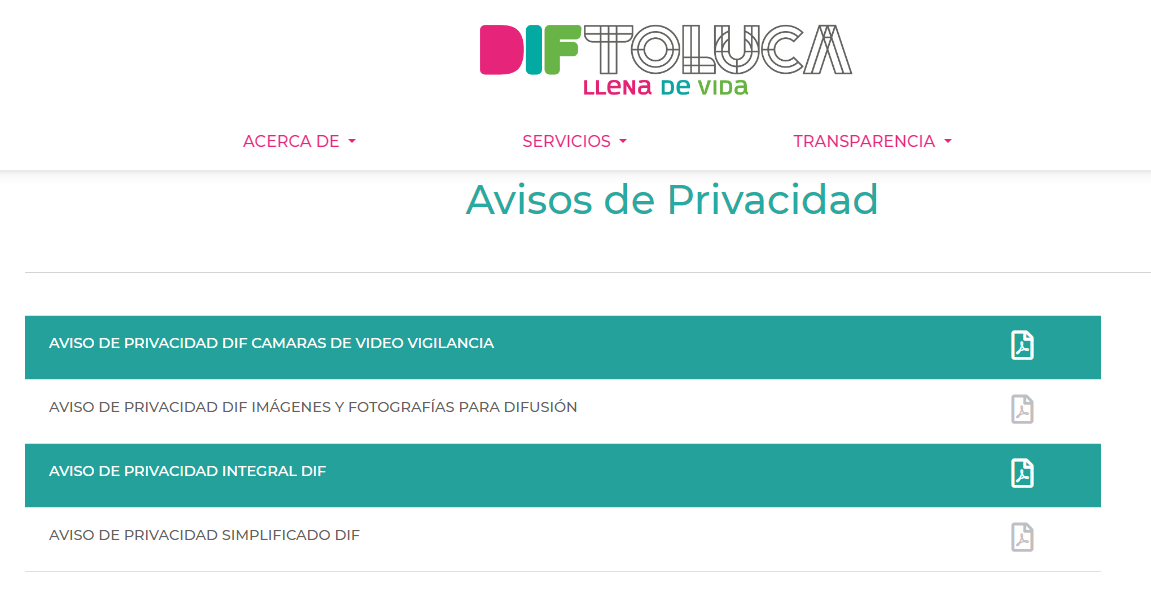 DIFTOLUCA
LLENA DE VIDA
ACERCA DE
SERVICIOS
TRANSPARENCIA
Avisos de Privacidad
AVISO DE PRIVACIDAD DIF CAMARAS DE VIDEO VIGILANCIA
AVISO DE PRIVACIDAD DIF IMÁGENES Y FOTOGRAFÍAS PARA DIFUSIÓN
AVISO DE PRIVACIDAD INTEGRAL DIF
AVISO DE PRIVACIDAD SIMPLIFICADO DIF